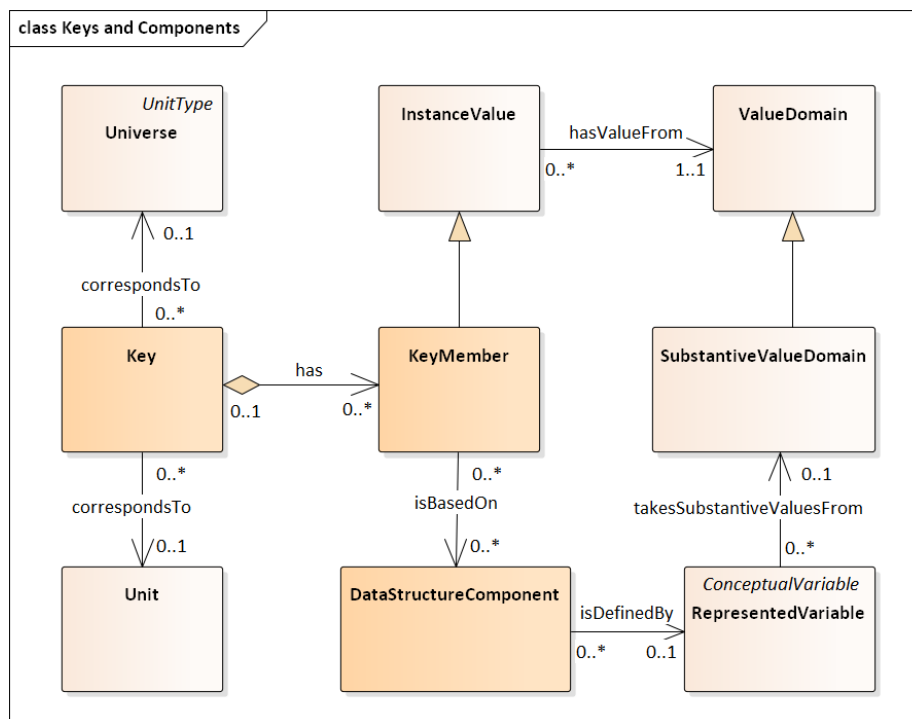 class Keys and Components
UnitType
Universe
InstanceValue
ValueDomain
hasValueFrom
0..*
1..1
0..1
correspondsTo
0..*
Key
KeyMember
SubstantiveValueDomain
has
0..1
0..*
0..*
0..*
0..1
correspondsTo
isBasedOn
takesSubstantiveValuesFrom
0..1
0..*
0..*
Unit
DataStructureComponent
ConceptualVariable
RepresentedVariable
isDefinedBy
0..*
0..1